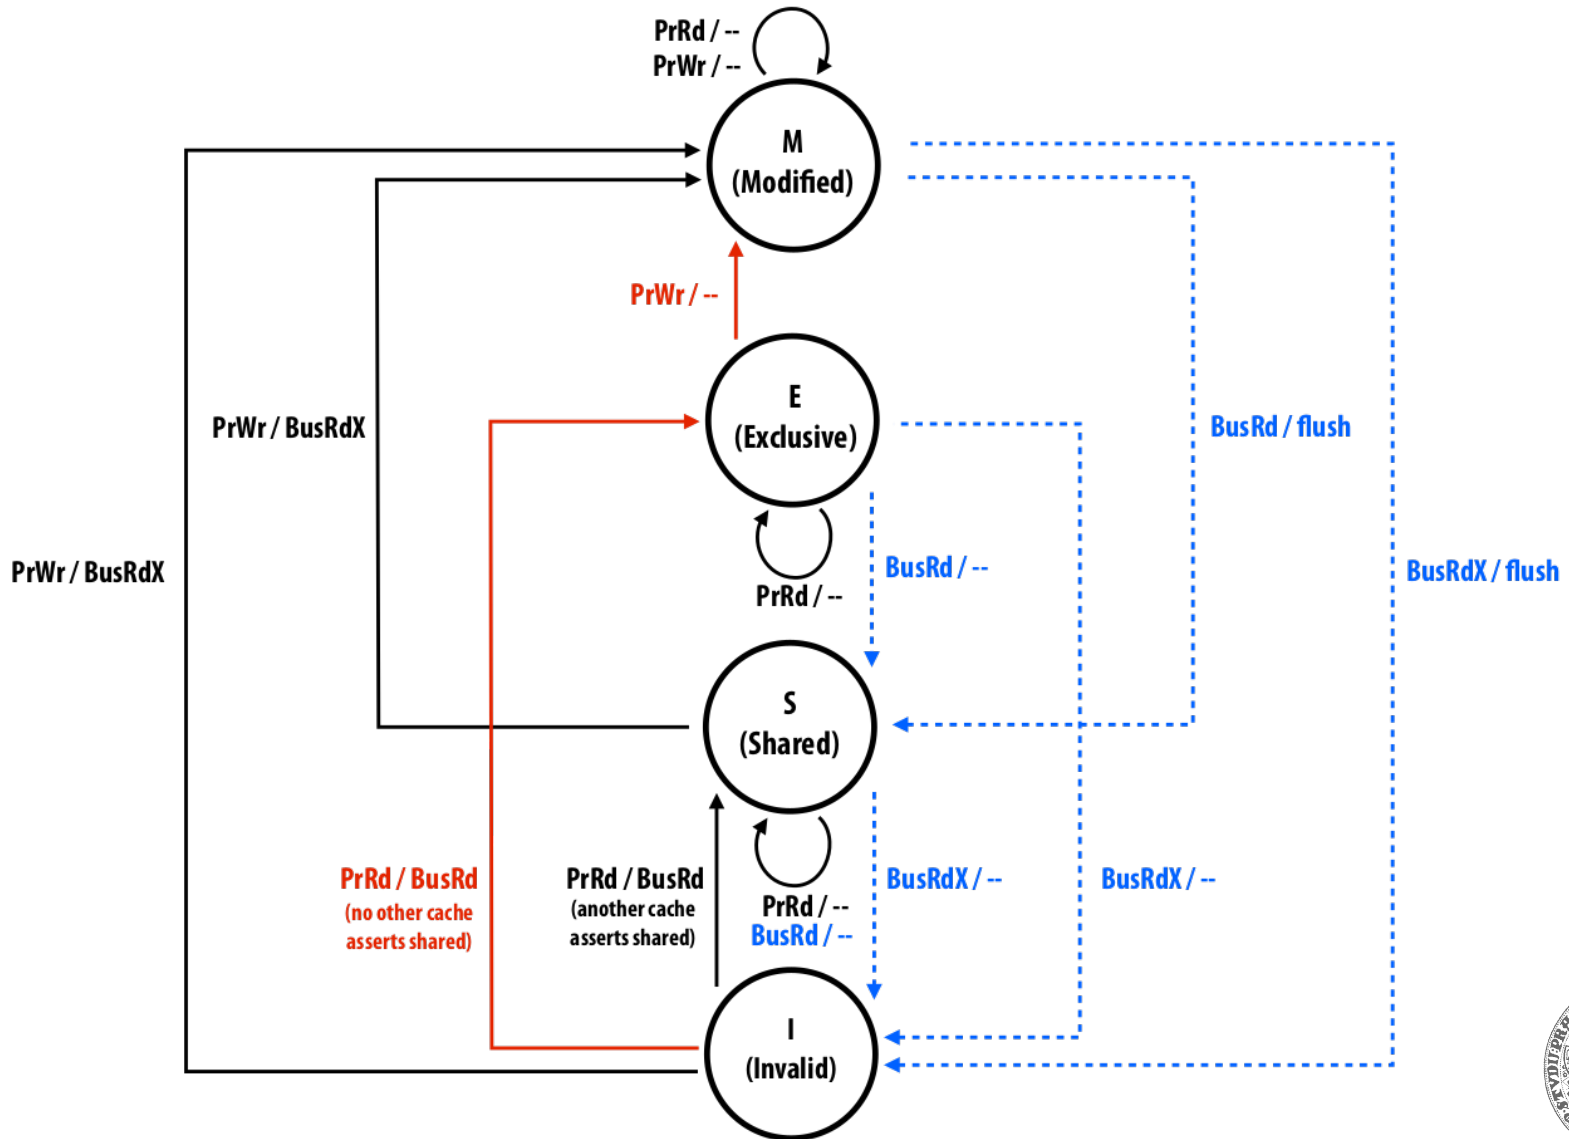 PrRd / --
PrWr / --
M
(Modified)
PrWr / --
E
(Exclusive)
PrWr / BusRdX
BusRd / flush
PrWr / BusRdX
BusRd / --
BusRdX / flush
PrRd / --
S
(Shared)
PrRd / BusRd
(no other cache
asserts shared)
PrRd / BusRd
(another cache
asserts shared)
PrRd / --
BusRd / --
BusRdX / --
BusRdX / --
I
(Invalid)
STVDII